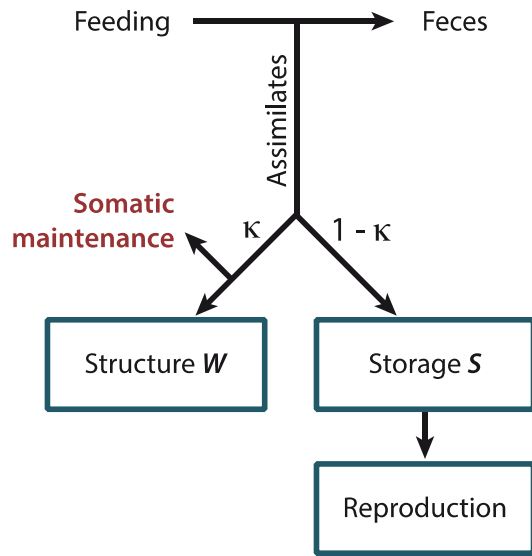 Feeding
Feces
Assimilates
Somatic
maintenance
κ
1 - κ
Structure W
Storage S
Reproduction